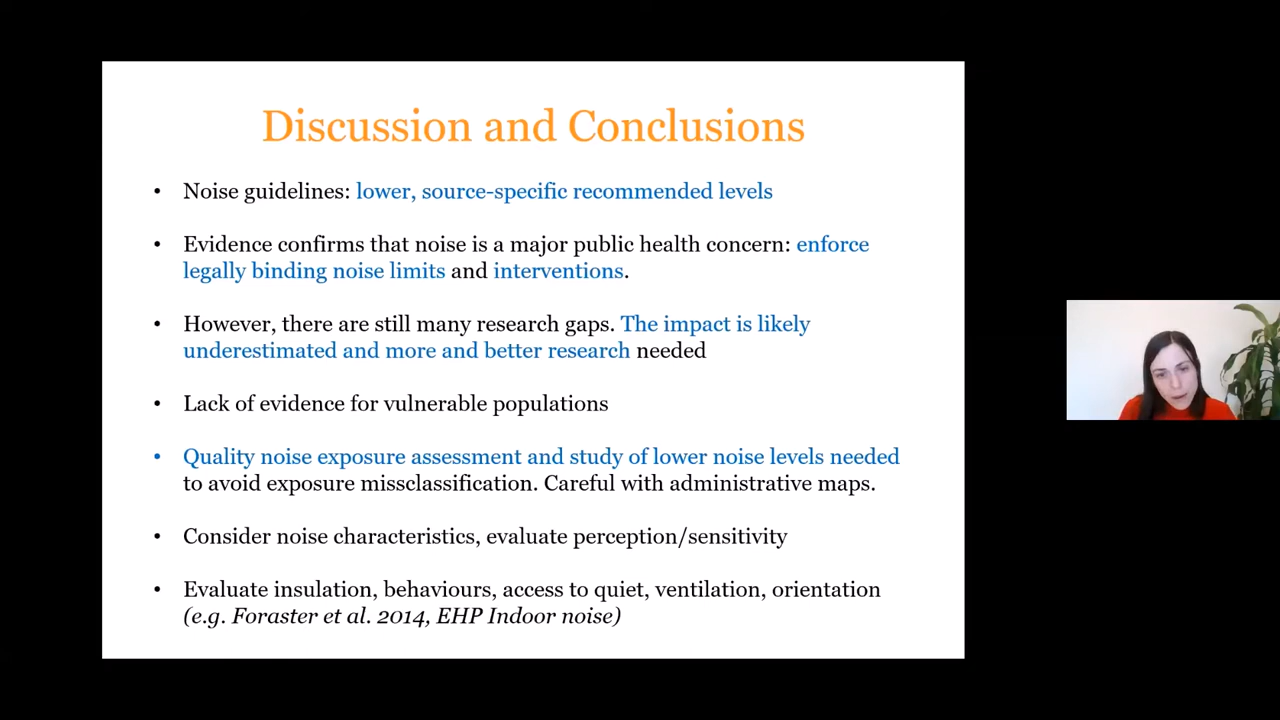 Discussion and Conclusions
• Noise guidelines: lower, source-specific recommended levels
• Evidence confirms that noise is a major public health concern: enforce
legally binding noise limits and interventions.
• However, there are still many research gaps. The impact is likely
underestimated and more and better research needed
• Lack of evidence for vulnerable populations
• Quality noise exposure assessment and study of lower noise levels needed
to avoid exposure missclassification. Careful with administrative maps.
• Consider noise characteristics, evaluate perception/sensitivity
• Evaluate insulation, behaviours, access to quiet, ventilation, orientation
(e.g. Foraster et al. 2014, EHP Indoor noise)